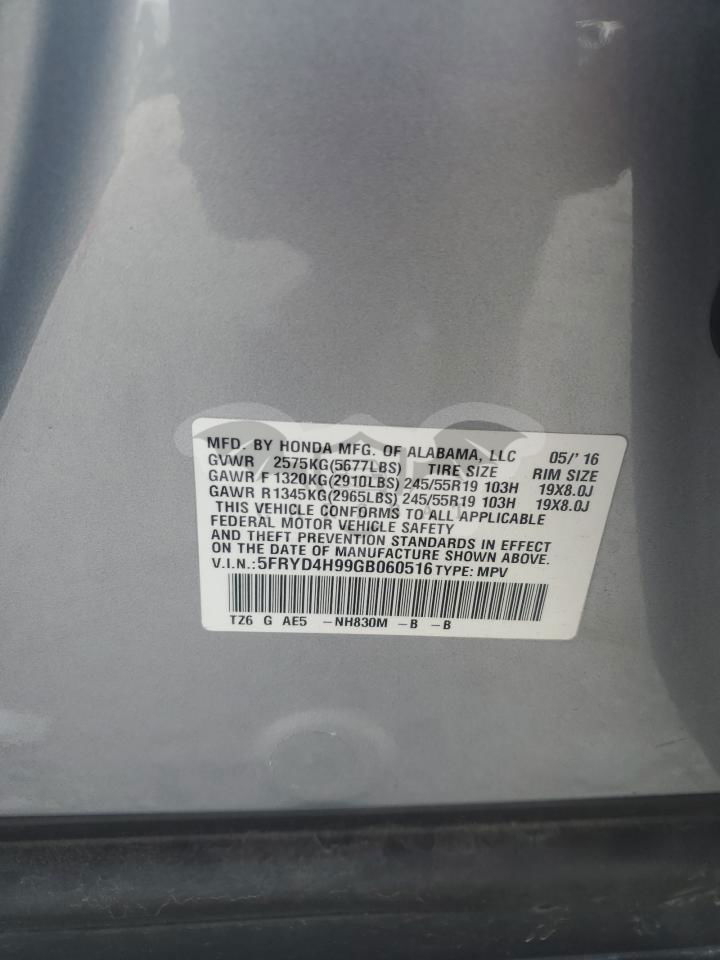 MFD. BY HONDA MFG. OF ALABAMA, LLC 05/'16
GVWR 2575KG(5677LBS) TIRE SIZE RIM SIZE
GAWR F 1320KG(2910LBS) 245/55R19 103H 19X8.0J
GAWR R1345KG(2965LBS) 245/55R19 103H 19X8.0J
THIS VEHICLE CONFORMS TO ALL APPLICABLE
FEDERAL MOTOR VEHICLE SAFETY
AND THEFT PREVENTION STANDARDS IN EFFECT
ON THE DATE OF MANUFACTURE SHOWN ABOVE.
V.I.N.:5FRYD4H99GB060516 TYPE: MPV
TZ6 G AE5 -NH830M -B -B